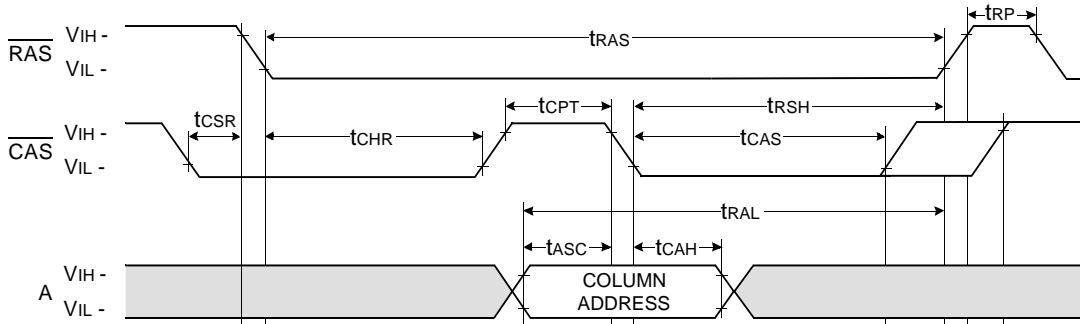 VIH -
RAS
VIL -
tRAS
tRP
VIH -
CAS
VIL -
tCSR
tCHR
tCPT
tRSH
tCAS
tRAL
VIH -
A
VIL -
tASC
tCAH
COLUMN
ADDRESS